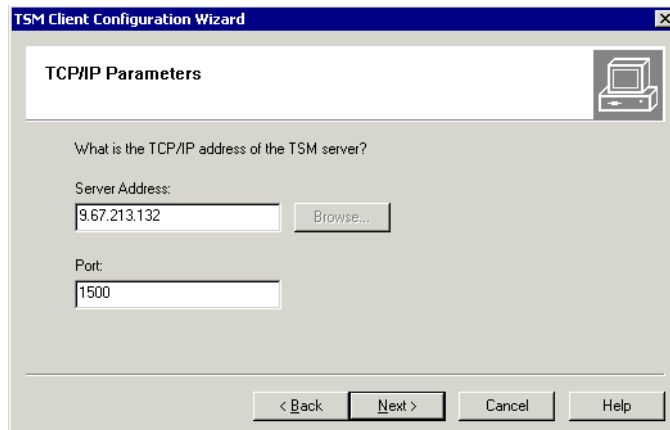 TSM Client Configuration Wizard
TCP/IP Parameters
What is the TCP/IP address of the TSM server?
Server Address:
9.67.213.132
Browse...
Port:
1500
< Back
Next >
Cancel
Help